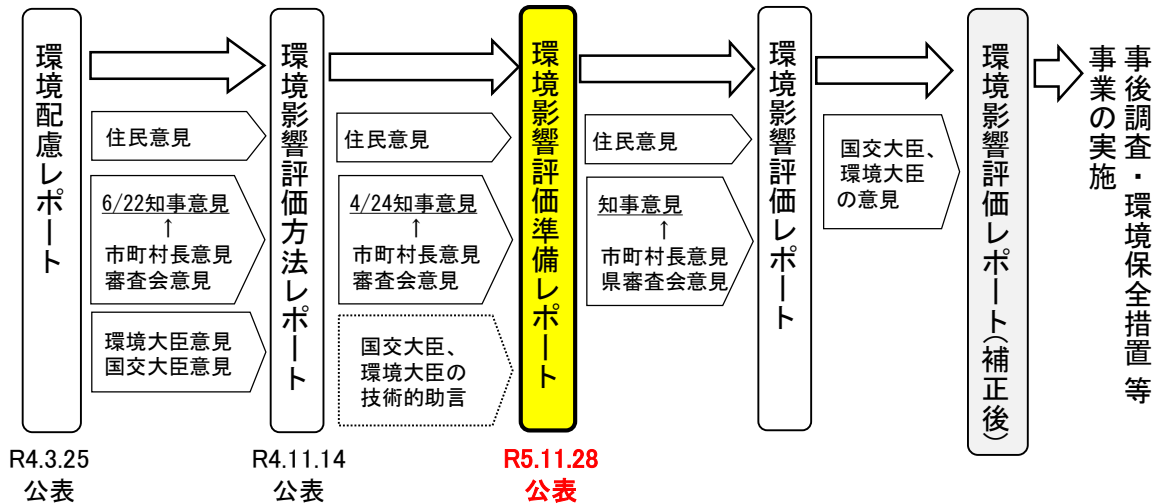 環境配慮レポート
住民意見
6/22知事意見
↑
市町村長意見
審査会意見
環境大臣意見
国交大臣意見
環境影響評価方法レポート
住民意見
4/24知事意見
↑
市町村長意見
審査会意見
国交大臣、
環境大臣の
技術的助言
環境影響評価準備レポート
住民意見
知事意見
↑
市町村長意見
県審査会意見
環境影響評価レポート
国交大臣、
環境大臣
の意見
環境影響評価レポート(補正後)
事後調査・環境保全措置 等
事業の実施
R4.3.25
公表
R4.11.14
公表
R5.11.28
公表